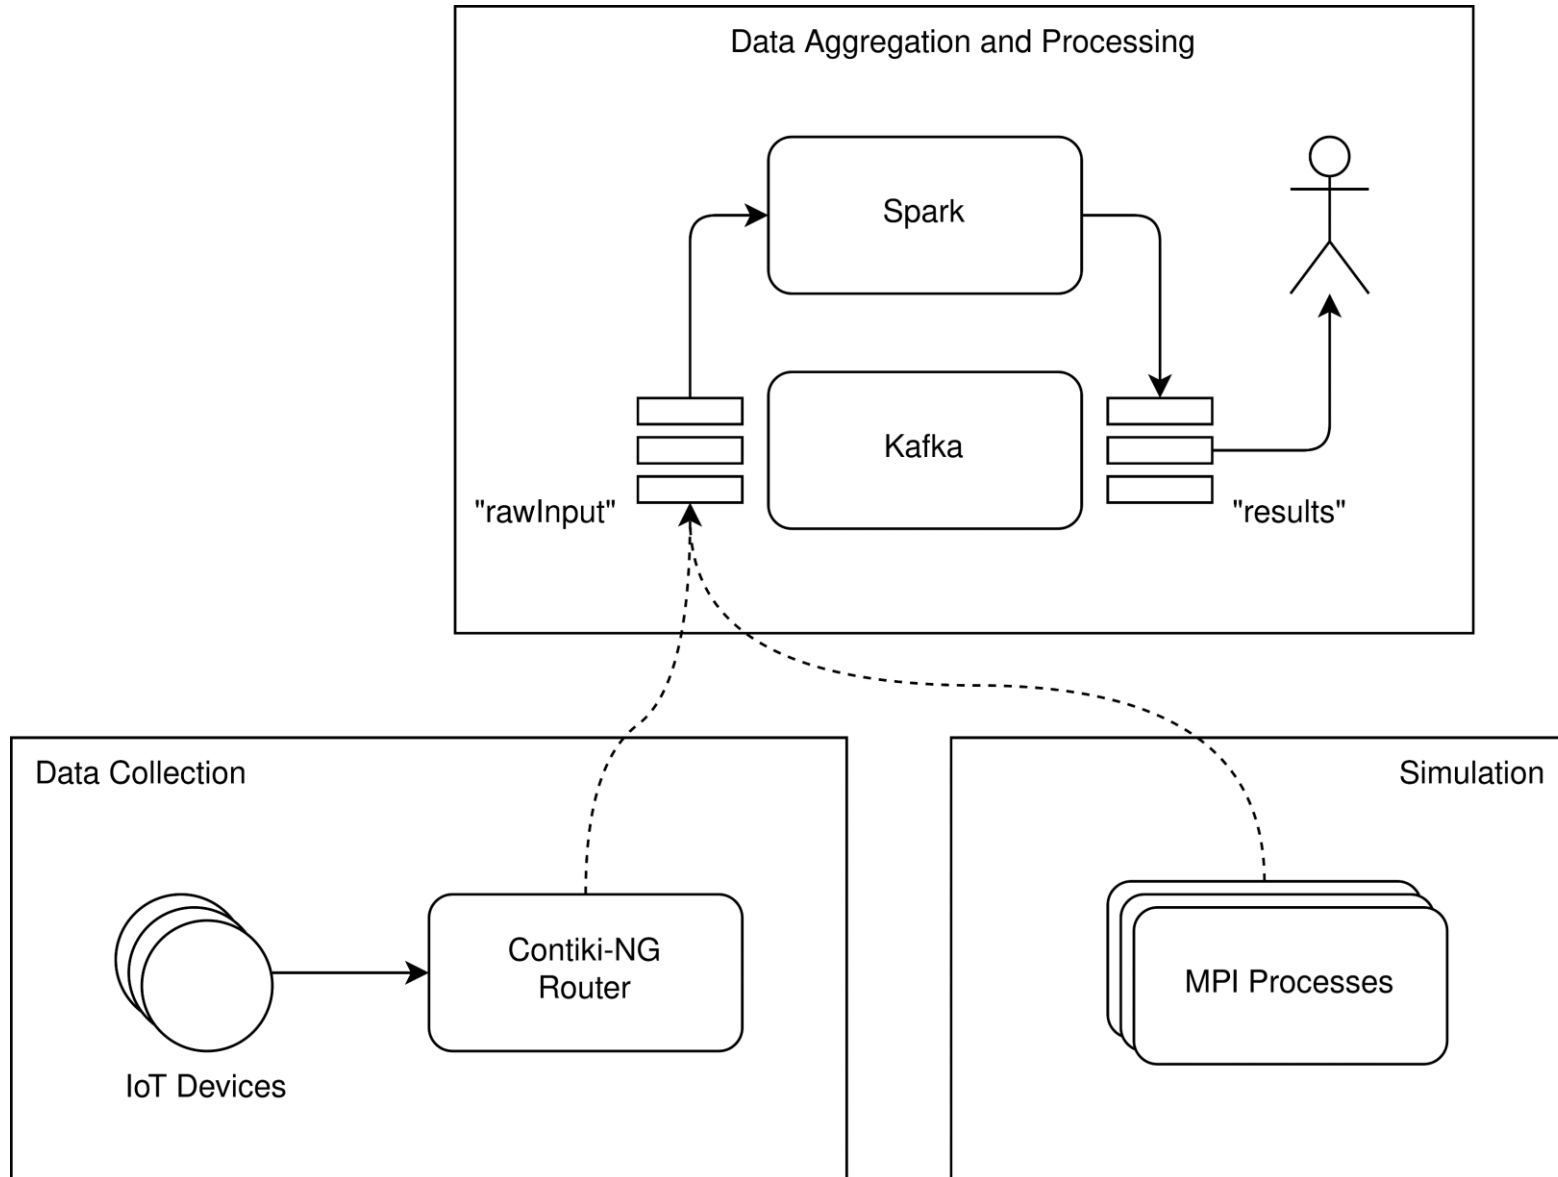 Data Aggregation and Processing
Spark
Kafka
"rawInput"
"results"
Data Collection
Simulation
Contiki-NG
Router
MPI Processes
IoT Devices